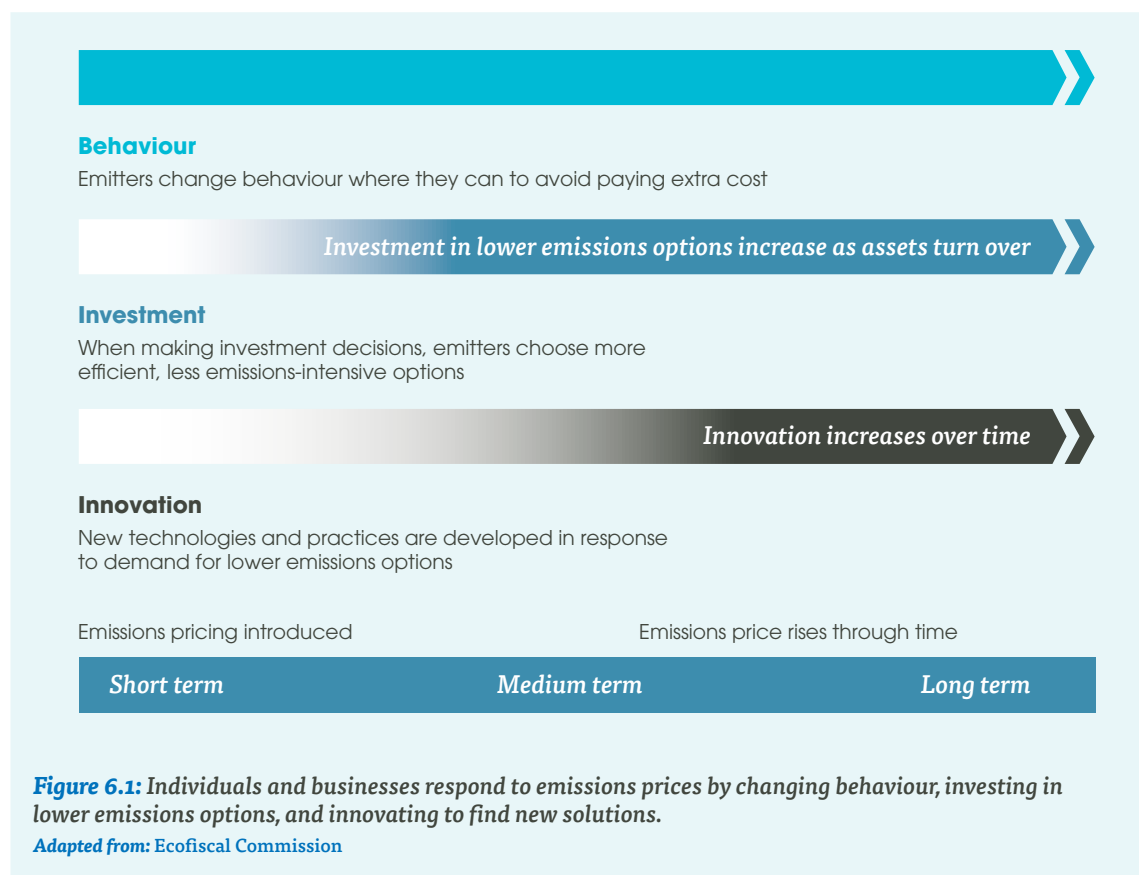 Behaviour
Emitters change behaviour where they can to avoid paying extra cost
Investment in lower emissions options increase as assets turn over
Investment
When making investment decisions, emitters choose more
efficient, less emissions-intensive options
Innovation increases over time
Innovation
New technologies and practices are developed in response
to demand for lower emissions options
Emissions pricing introduced
Emissions price rises through time
Short term
Medium term
Long term
Figure 6.1: Individuals and businesses respond to emissions prices by changing behaviour, investing in
lower emissions options, and innovating to find new solutions.
Adapted from: Ecofiscal Commission